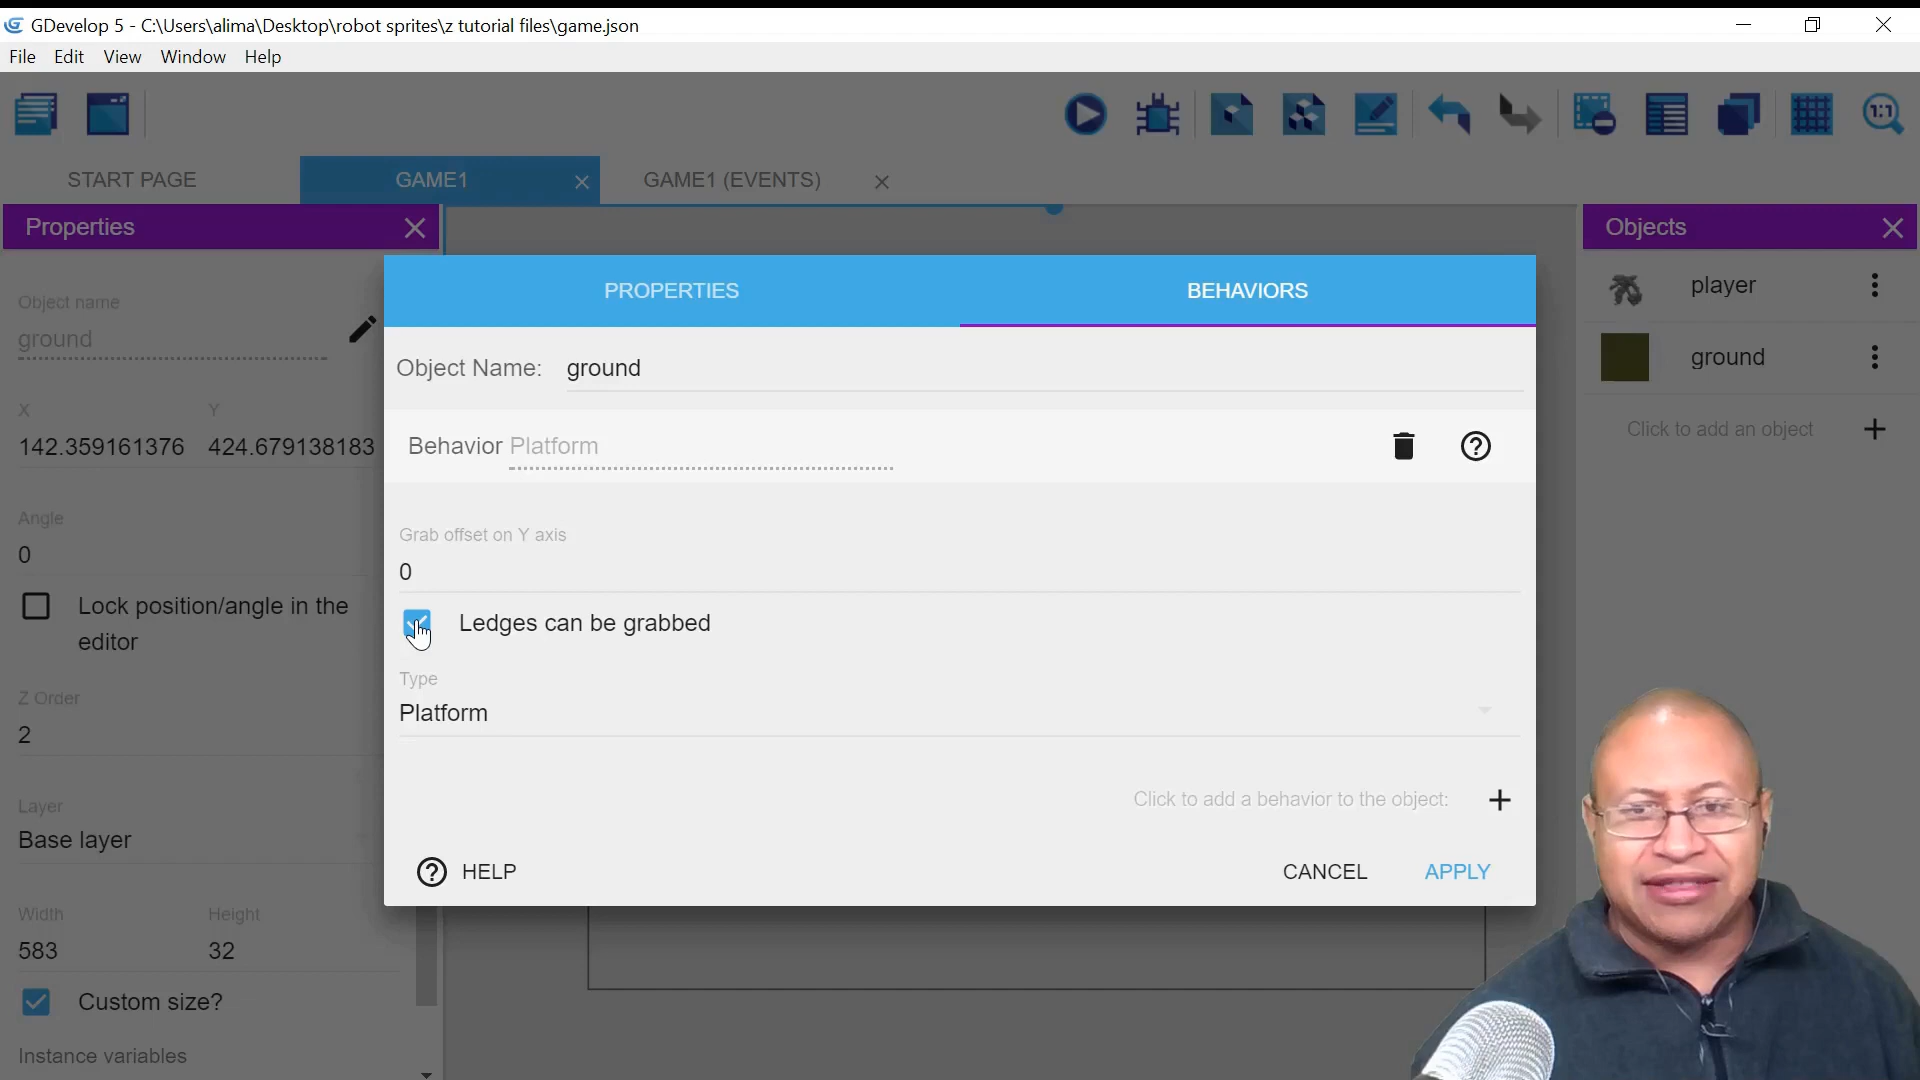 GDevelop 5 - C:\Users\alima\Desktop\robot sprites\z tutorial files\game.json
File Edit View Window Help
1:1
START PAGE GAME1 GAME1 (EVENTS)
Properties
Object name
ground
X Y
142.359161376 424.679138183
Angle
0
Lock position/angle in the
editor
Z Order
2
Layer
Base layer
Width Height
583 32
Custom size?
Instance variables
PROPERTIES BEHAVIORS
Object Name: ground
Behavior Platform
Grab offset on Y axis
0
Ledges can be grabbed
Type
Platform
Click to add a behavior to the object:
HELP CANCEL APPLY
Objects
player
ground
Click to add an object